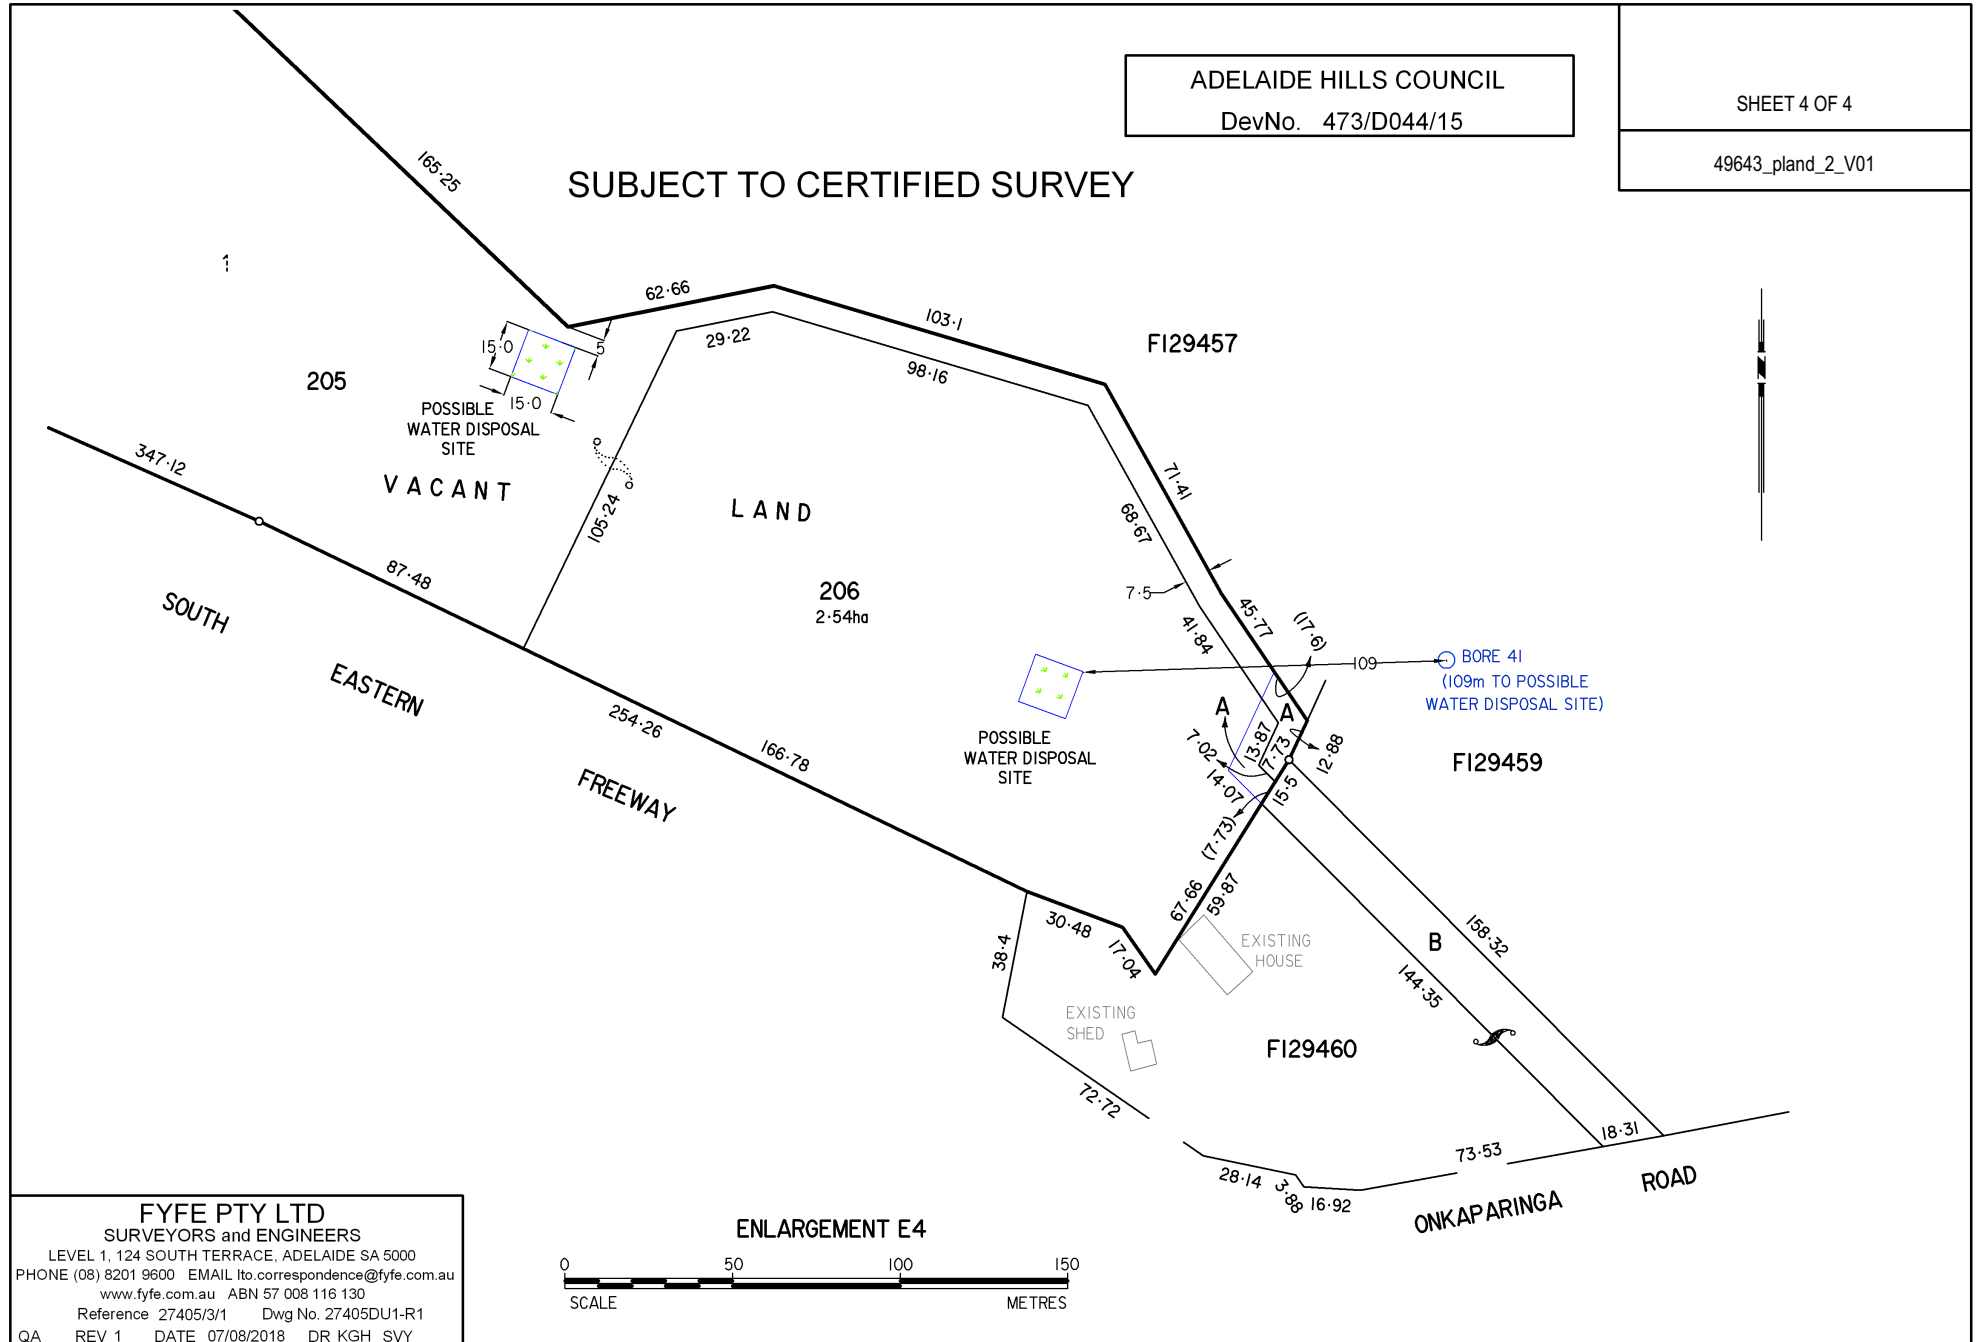 ADELAIDE HILLS COUNCIL
DevNo. 473/D044/15
SHEET 4 OF 4
49643_pland_2_V01
SUBJECT TO CERTIFIED SURVEY
165·25
1
62·66
103·1
F129457
N
29·22
98·16
15·0
5
15·0
205
POSSIBLE
WATER DISPOSAL
SITE
347·12
VACANT
LAND
105·24
71·41
68·67
87·48
206
2·54ha
7·5
45·77
(17·6)
41·84
SOUTH
EASTERN
FREEWAY
254·26
166·78
109
BORE 41
(109m TO POSSIBLE
WATER DISPOSAL SITE)
POSSIBLE
WATER DISPOSAL
SITE
A
A
7·02
13·87
7·73
12·88
14·07
15·5
(7·73)
F129459
67·66
59·87
30·48
17·04
38·4
EXISTING
HOUSE
EXISTING
SHED
B
158·32
144·35
F129460
72·72
28·14
3·88
16·92
73·53
18·31
ONKAPARINGA
ROAD
ENLARGEMENT E4
0 50 100 150
SCALE METRES
FYFE PTY LTD
SURVEYORS and ENGINEERS
LEVEL 1, 124 SOUTH TERRACE, ADELAIDE SA 5000
PHONE (08) 8201 9600 EMAIL lto.correspondence@fyfe.com.au
www.fyfe.com.au ABN 57 008 116 130
Reference 27405/3/1 Dwg No. 27405DU1-R1
QA REV 1 DATE 07/08/2018 DR KGH SVY